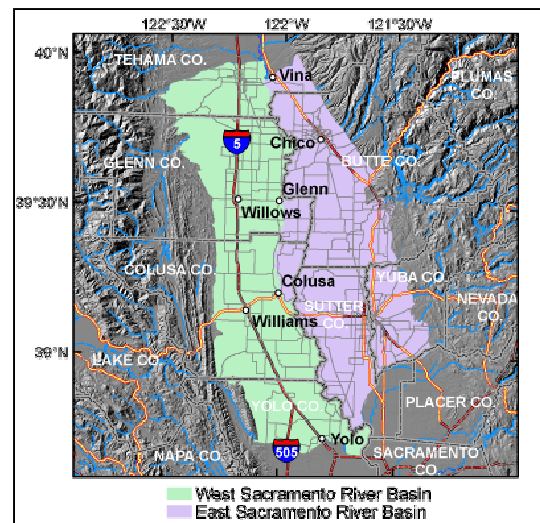 122°30'W 122°W 121°30'W
40°N
TEHAMA CO.
Vina
PLUMAS
CO.
5
Chico
BUTTE CO.
GLENN CO.
39°30'N
Glenn
Willows
COLUSA CO.
Colusa
YUBA CO.
SUTTER
CO.
NEVADA
CO.
Williams
39°N
LAKE CO.
YOLO CO.
PLACER CO.
Yolo
NAPA CO.
505
SACRAMENTO
CO.
West Sacramento River Basin
East Sacramento River Basin